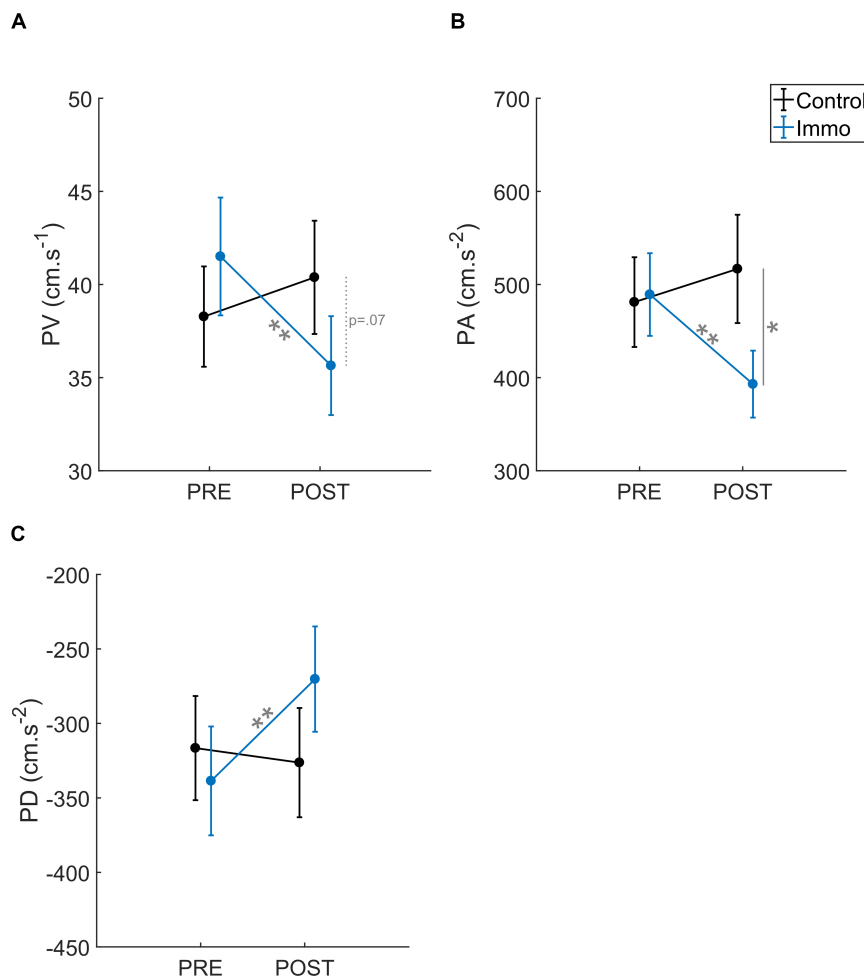 A
B
50
45
40
35
30
PV (cm.s-1)
**
p=.07
PRE
POST
700
600
500
400
300
PA (cm.s-2)
Control
Immo
**
*
PRE
POST
C
-200
-250
-300
-350
-400
-450
PD (cm.s-2)
**
PRE
POST